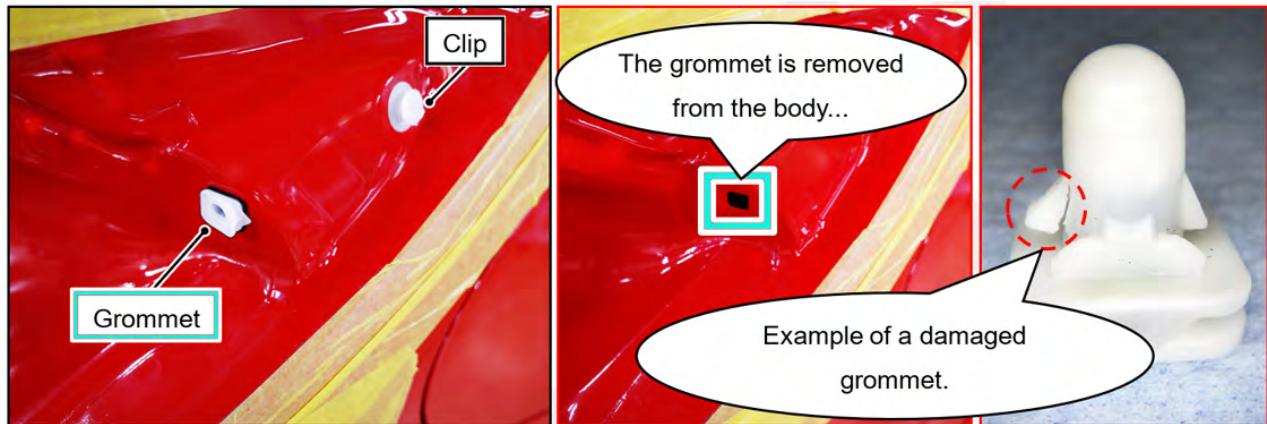 Clip
Grommet
The grommet is removed
from the body...
Example of a damaged
grommet.